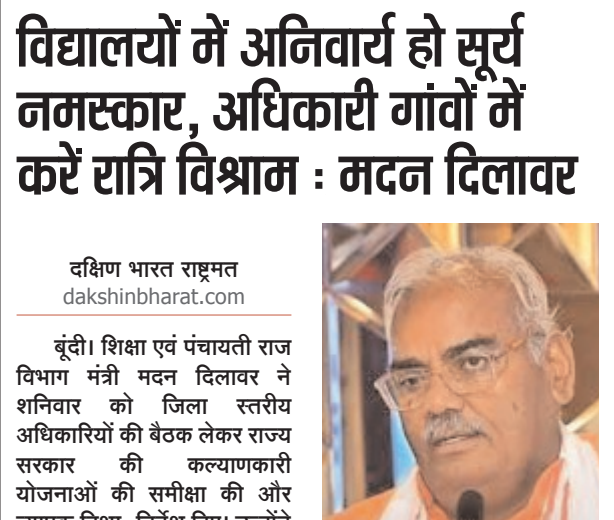 विद्यालयों में अनिवार्य हो सूर्य
नमस्कार, अधिकारी गांवों में
करें रात्रि विश्राम : मदन दिलावर
दक्षिण भारत राष्ट्रमत
dakshinbharat.com
बूंदी। शिक्षा एवं पंचायती राज
विभाग मंत्री मदन दिलावर ने
शनिवार को जिला स्तरीय
अधिकारियों की बैठक लेकर राज्य
सरकार की कल्याणकारी
योजनाओं की समीक्षा की और